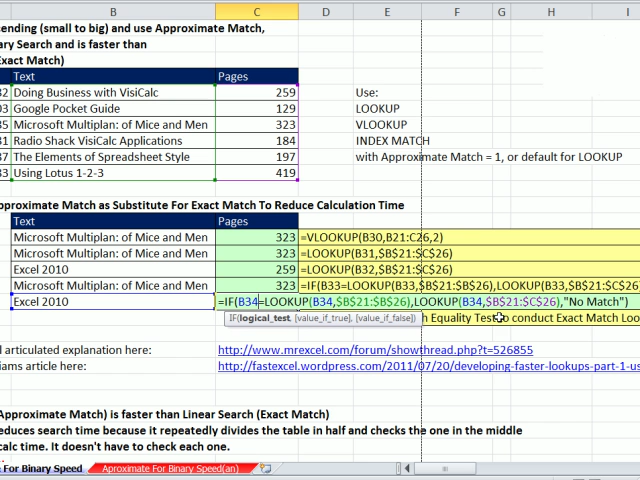 B C D E F G H I
cending (small to big) and use Approximate Match,
ary Search and is faster than
Exact Match)
Text Pages
32 Doing Business with VisiCalc 259 Use:
03 Google Pocket Guide 129 LOOKUP
35 Microsoft Multiplan: of Mice and Men 323 VLOOKUP
31 Radio Shack VisiCalc Applications 184 INDEX MATCH
37 The Elements of Spreadsheet Style 197 with Approximate Match = 1, or default for LOOKUP
33 Using Lotus 1-2-3 419
pproximate Match as Substitute For Exact Match To Reduce Calculation Time
Text Pages
Microsoft Multiplan: of Mice and Men 323 =VLOOKUP(B30,B21:C26,2)
Microsoft Multiplan: of Mice and Men 323 =LOOKUP(B31,$B$21:$C$26)
Excel 2010 259 =LOOKUP(B32,$B$21:$C$26)
Microsoft Multiplan: of Mice and Men 323 =IF(B33=LOOKUP(B33,$B$21:$B$26),LOOKUP(B33,$B$21:$C$26
Excel 2010 =IF(B34=LOOKUP(B34,$B$21:$B$26),LOOKUP(B34,$B$21:$C$26),"No Match")
IF(logical_test, [value_if_true], [value_if_false]) h Equality Test to conduct Exact Match Loo
l articulated explanation here: http://www.mrexcel.com/forum/showthread.php?t=526855
iams article here: http://fastexcel.wordpress.com/2011/07/20/developing-faster-lookups-part-1-us
Approximate Match) is faster than Linear Search (Exact Match)
educes search time because it repeatedly divides the table in half and checks the one in the middle
calc time. It doesn't have to check each one.
For Binary Speed Aproximate For Binary Speed(an)